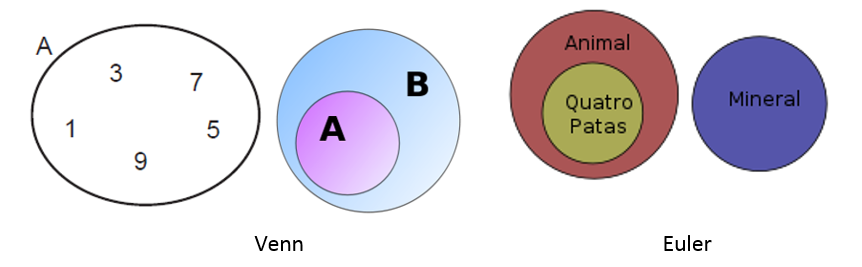 A
3
7
1
5
9
B
A
Animal
Quatro
Patas
Mineral
Venn
Euler